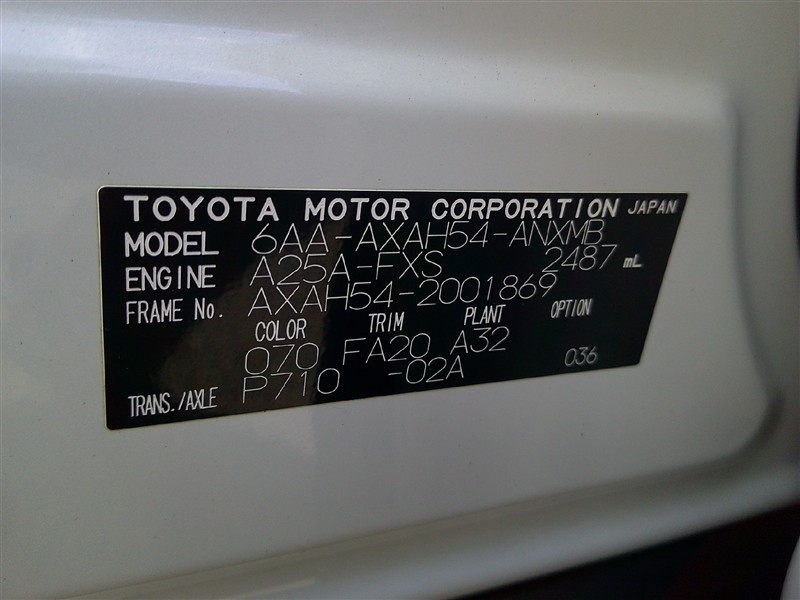 TOYOTA MOTOR CORPORATION JAPAN
MODEL 6AA-AXAH54-ANXMB
ENGINE A25A-FXS 2487 mL
FRAME No. AXAH54-2001869
COLOR TRIM PLANT OPTION
070 FA20 A32
TRANS./AXLE P710 -02A 036